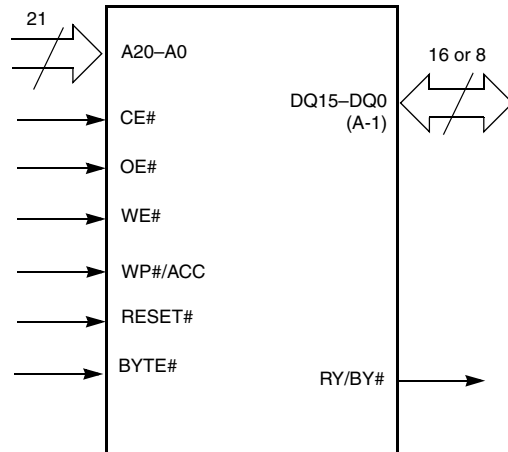 21
A20–A0
16 or 8
DQ15–DQ0
(A-1)
CE#
OE#
WE#
WP#/ACC
RESET#
BYTE#
RY/BY#